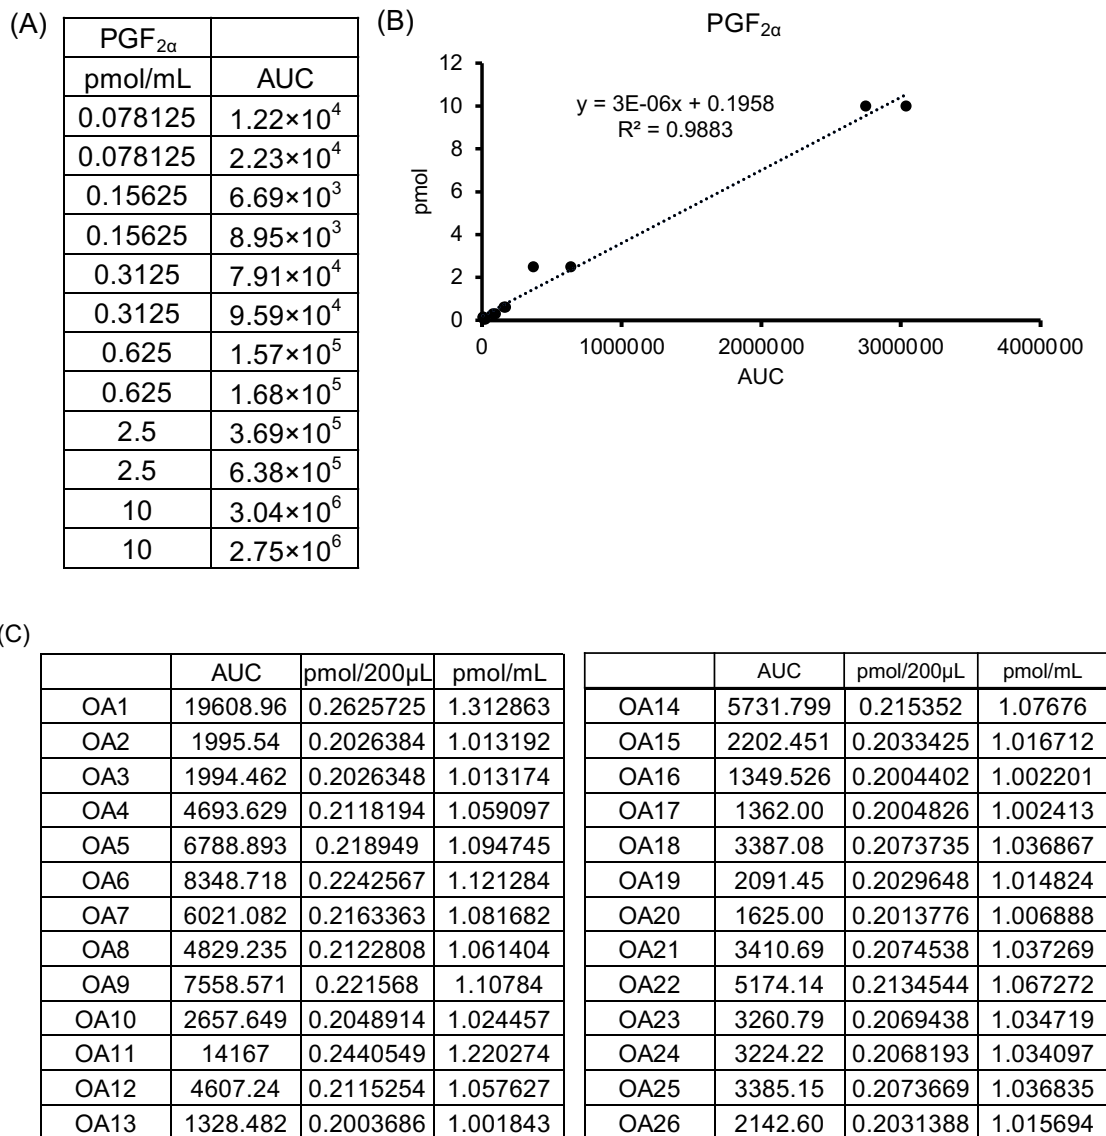 (A)
PGF2α
pmol/mL AUC
0.078125 1.22×10^4
0.078125 2.23×10^4
0.15625 6.69×10^3
0.15625 8.95×10^3
0.3125 7.91×10^4
0.3125 9.59×10^4
0.625 1.57×10^5
0.625 1.68×10^5
2.5 3.69×10^5
2.5 6.38×10^5
10 3.04×10^6
10 2.75×10^6
(B)
PGF2α
y = 3E-06x + 0.1958
R² = 0.9883
pmol
12
10
8
6
4
2
0
0 1000000 2000000 3000000 4000000
AUC
(C)
AUC pmol/200µL pmol/mL
OA1 19608.96 0.2625725 1.312863
OA2 1995.54 0.2026384 1.013192
OA3 1994.462 0.2026348 1.013174
OA4 4693.629 0.2118194 1.059097
OA5 6788.893 0.218949 1.094745
OA6 8348.718 0.2242567 1.121284
OA7 6021.082 0.2163363 1.081682
OA8 4829.235 0.2122808 1.061404
OA9 7558.571 0.221568 1.10784
OA10 2657.649 0.2048914 1.024457
OA11 14167 0.2440549 1.220274
OA12 4607.24 0.2115254 1.057627
OA13 1328.482 0.2003686 1.001843
AUC pmol/200µL pmol/mL
OA14 5731.799 0.215352 1.07676
OA15 2202.451 0.2033425 1.016712
OA16 1349.526 0.2004402 1.002201
OA17 1362.00 0.2004826 1.002413
OA18 3387.08 0.2073735 1.036867
OA19 2091.45 0.2029648 1.014824
OA20 1625.00 0.2013776 1.006888
OA21 3410.69 0.2074538 1.037269
OA22 5174.14 0.2134544 1.067272
OA23 3260.79 0.2069438 1.034719
OA24 3224.22 0.2068193 1.034097
OA25 3385.15 0.2073669 1.036835
OA26 2142.60 0.2031388 1.015694